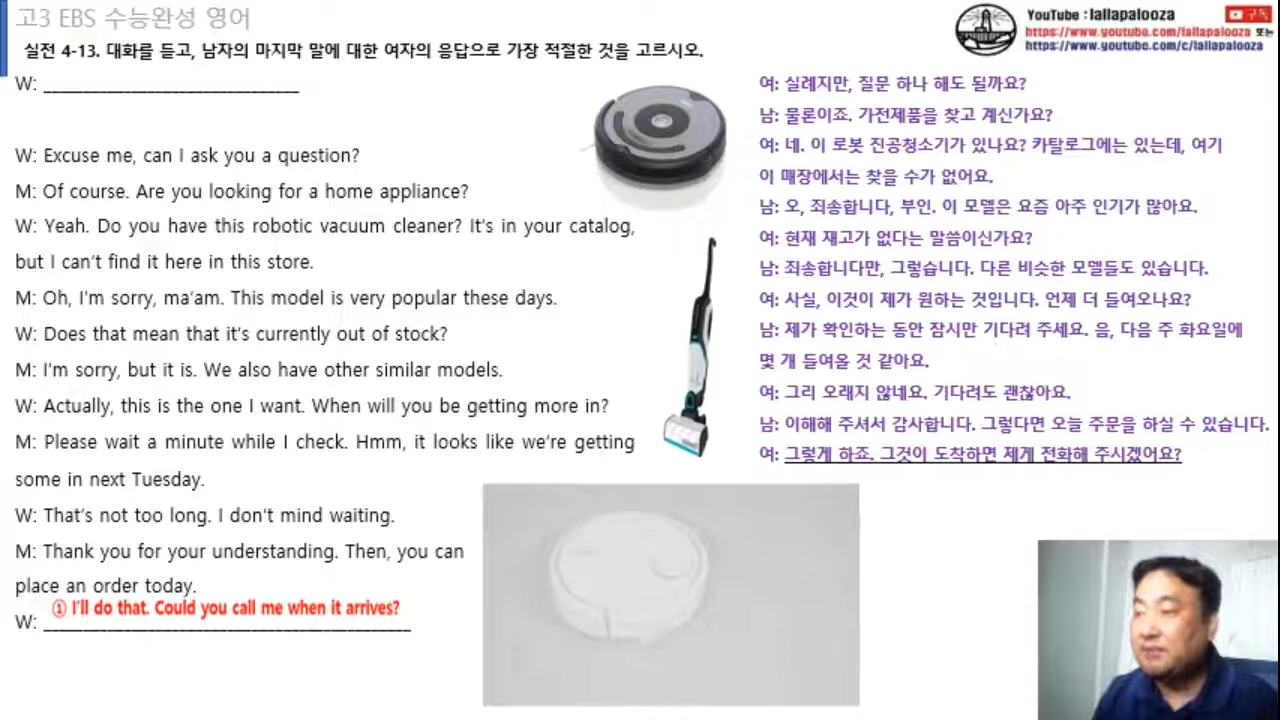 고3 EBS 수능완성 영어
실전 4-13. 대화를 듣고, 남자의 마지막 말에 대한 여자의 응답으로 가장 적절한 것을 고르시오.
YouTube : lallapalooza
구독
https://www.youtube.com/lallapalooza 또는
https://www.youtube.com/c/lallapalooza
W: ______________________________
W: Excuse me, can I ask you a question?
M: Of course. Are you looking for a home appliance?
W: Yeah. Do you have this robotic vacuum cleaner? It's in your catalog,
but I can't find it here in this store.
M: Oh, I'm sorry, ma'am. This model is very popular these days.
W: Does that mean that it's currently out of stock?
M: I'm sorry, but it is. We also have other similar models.
W: Actually, this is the one I want. When will you be getting more in?
M: Please wait a minute while I check. Hmm, it looks like we're getting
some in next Tuesday.
W: That's not too long. I don't mind waiting.
M: Thank you for your understanding. Then, you can
place an order today.
① I'll do that. Could you call me when it arrives?
W: ______________________________
여: 실례지만, 질문 하나 해도 될까요?
남: 물론이죠. 가전제품을 찾고 계신가요?
여: 네. 이 로봇 진공청소기가 있나요? 카탈로그에는 있는데, 여기
이 매장에서는 찾을 수가 없어요.
남: 오, 죄송합니다, 부인. 이 모델은 요즘 아주 인기가 많아요.
여: 현재 재고가 없다는 말씀이신가요?
남: 죄송합니다만, 그렇습니다. 다른 비슷한 모델들도 있습니다.
여: 사실, 이것이 제가 원하는 것입니다. 언제 더 들여오나요?
남: 제가 확인하는 동안 잠시만 기다려 주세요. 음, 다음 주 화요일에
몇 개 들여올 것 같아요.
여: 그리 오래지 않네요. 기다려도 괜찮아요.
남: 이해해 주셔서 감사합니다. 그렇다면 오늘 주문을 하실 수 있습니다.
여: 그렇게 하죠. 그것이 도착하면 제게 전화해 주시겠어요?